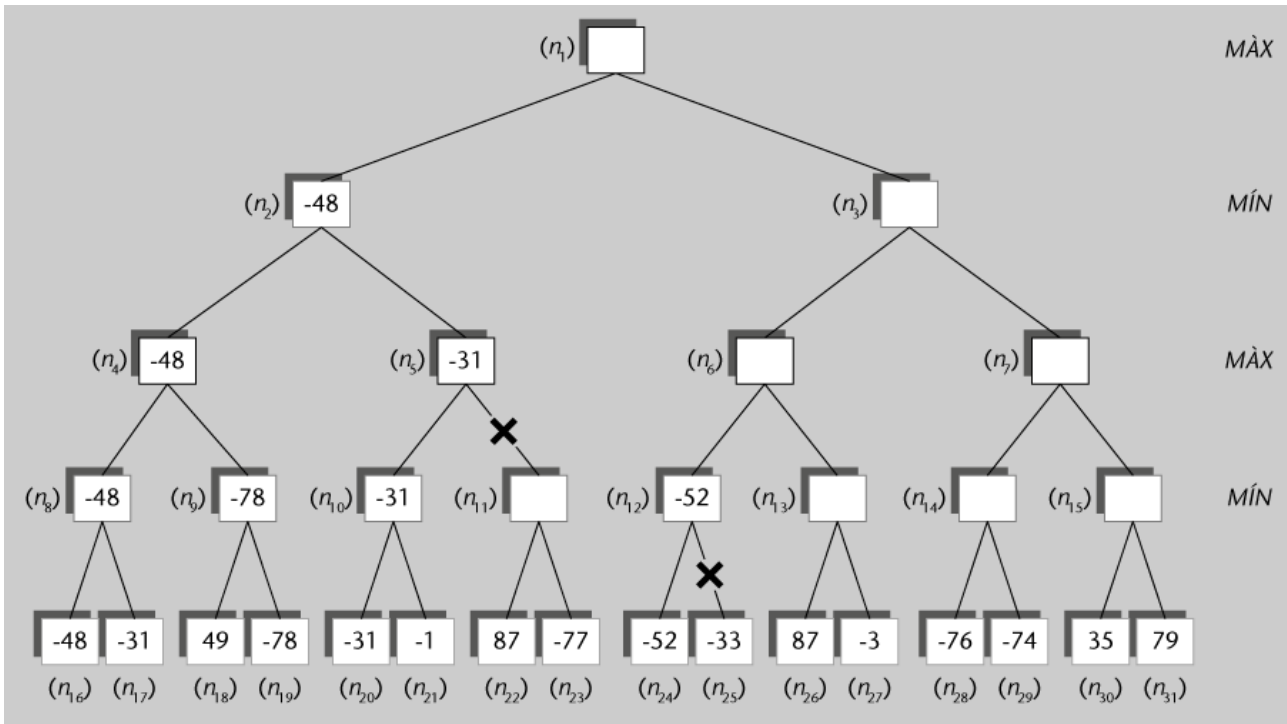 (n1) MÀX
(n2) -48 (n3) MÍN
(n4) -48 (n5) -31 (n6) (n7) MÀX
(n8) -48 (n9) -78 (n10) -31 (n11) (n12) -52 (n13) (n14) (n15) MÍN
-48 -31 49 -78 -31 -1 87 -77 -52 -33 87 -3 -76 -74 35 79
(n16) (n17) (n18) (n19) (n20) (n21) (n22) (n23) (n24) (n25) (n26) (n27) (n28) (n29) (n30) (n31)